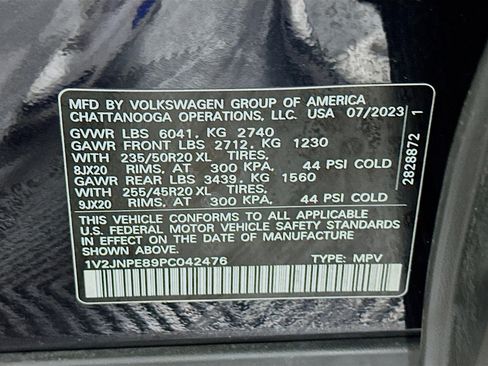 MFD BY VOLKSWAGEN GROUP OF AMERICA
CHATTANOOGA OPERATIONS, LLC. USA 07/2023
GVWR LBS 6041, KG 2740
GAWR FRONT LBS 2712, KG 1230
WITH 235/50R20 XL TIRES,
8JX20 RIMS, AT 300 KPA, 44 PSI COLD
GAWR REAR LBS 3439, KG 1560
WITH 255/45R20 XL TIRES,
9JX20 RIMS, AT 300 KPA, 44 PSI COLD
THIS VEHICLE CONFORMS TO ALL APPLICABLE
U.S. FEDERAL MOTOR VEHICLE SAFETY STANDARDS
IN EFFECT ON THE DATE OF MANUFACTURE
SHOWN ABOVE.
1V2JNPE89PC042476 TYPE: MPV
2828872 1